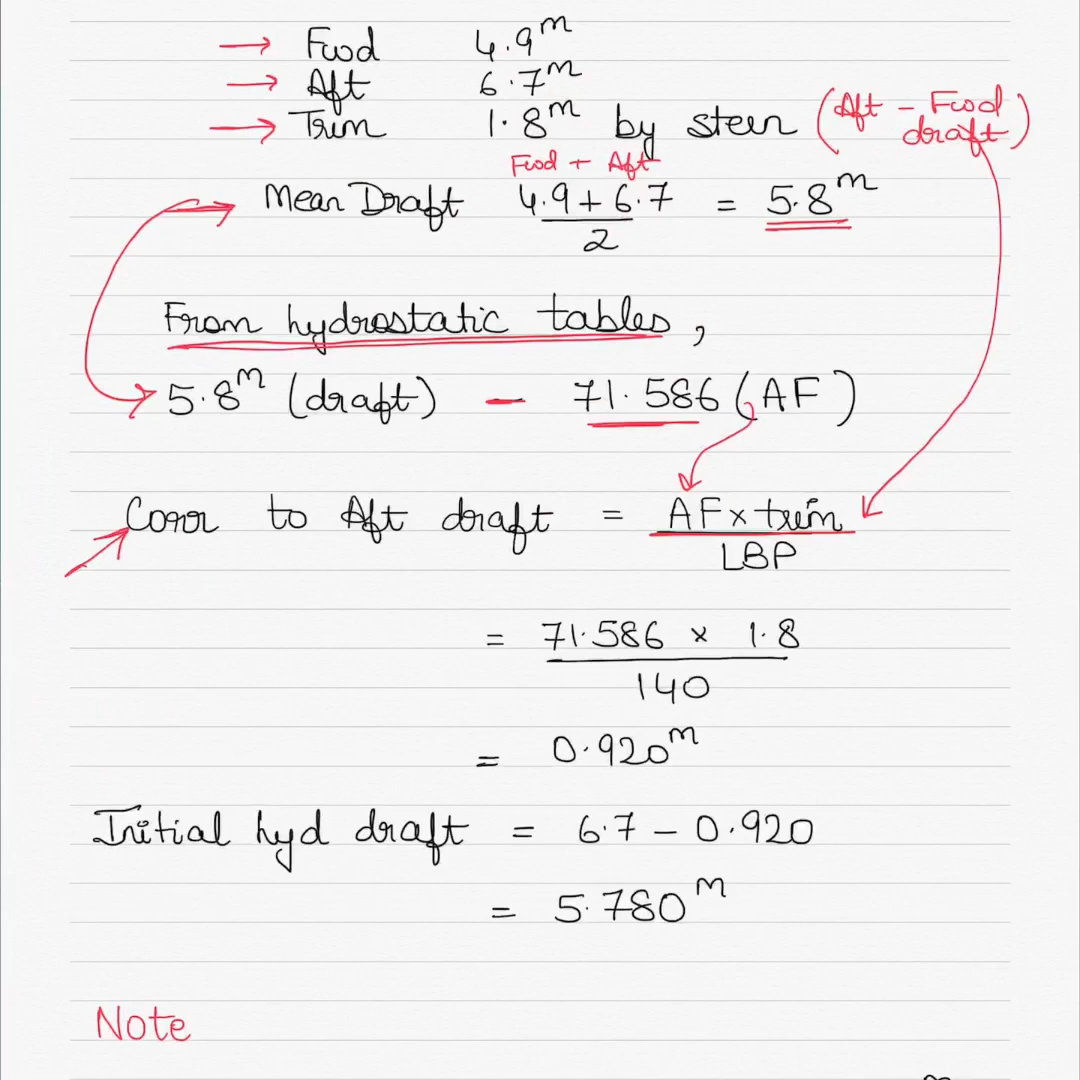 → Fwd 4.9m
→ Aft 6.7m
→ Trim 1.8m by stern (Aft - Fwd draft)
Fwd + Aft
Mean Draft 4.9 + 6.7 / 2 = 5.8m
From hydrostatic tables,
5.8m (draft) - 71.586 (AF)
Corr to Aft draft = AF x trim / LBP
= 71.586 x 1.8 / 140
= 0.920m
Initial hyd draft = 6.7 - 0.920
= 5.780m
Note